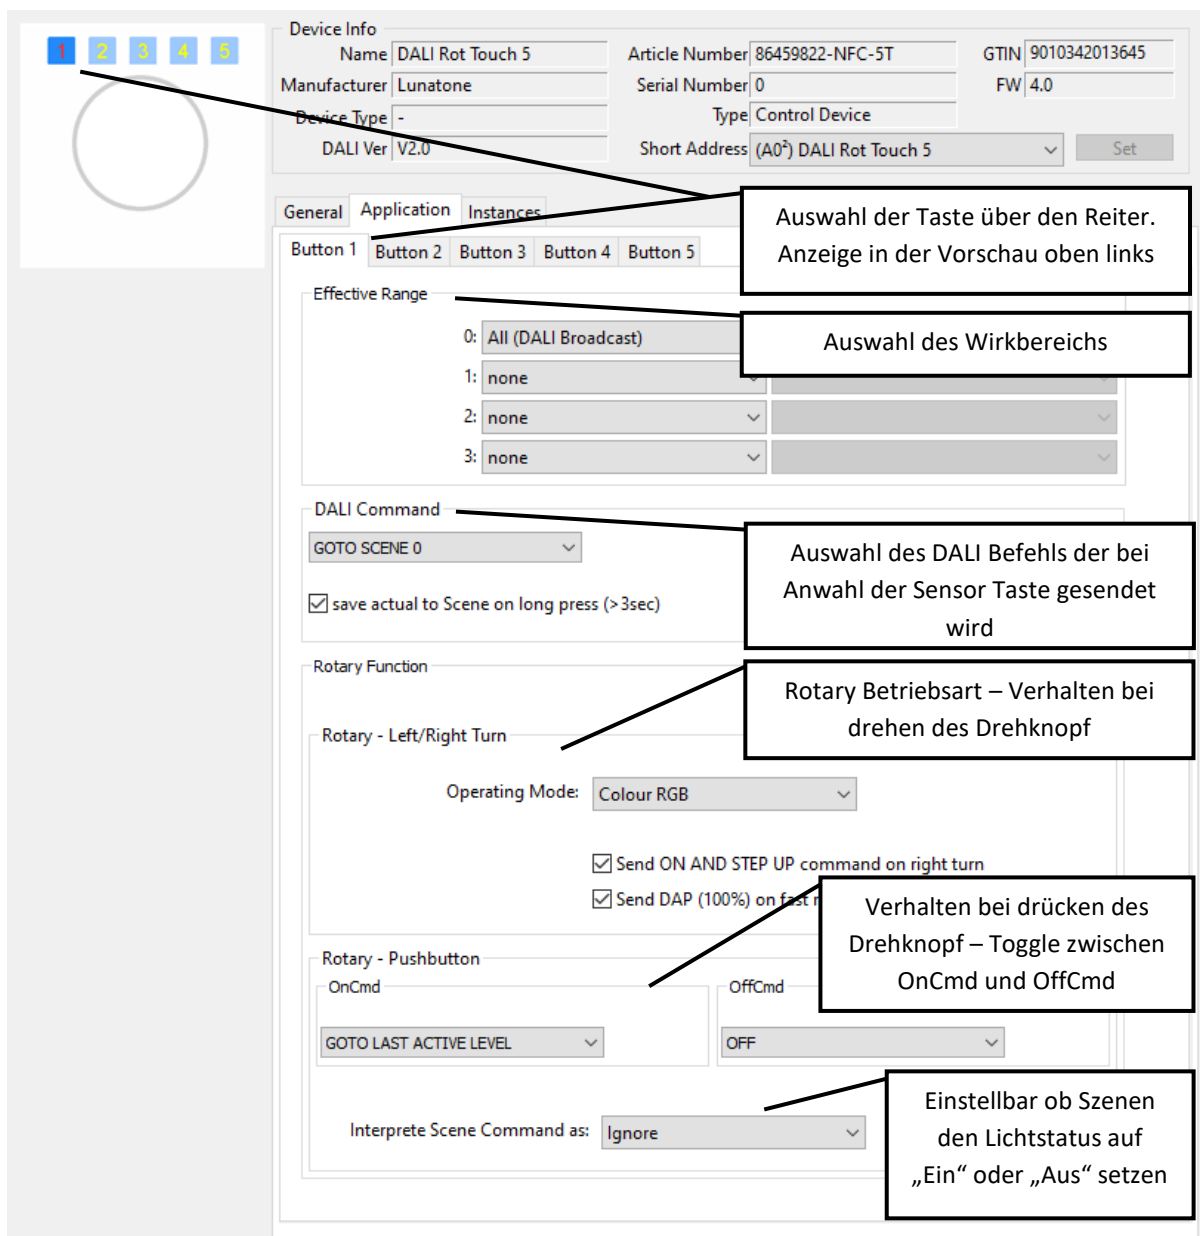 1 2 3 4 5
Device Info
Name DALI Rot Touch 5 Article Number 86459822-NFC-5T GTIN 9010342013645
Manufacturer Lunatone Serial Number 0 FW 4.0
Device Type - Type Control Device
DALI Ver V2.0 Short Address (A0²) DALI Rot Touch 5 Set
General Application Instances
Auswahl der Taste über den Reiter.
Anzeige in der Vorschau oben links
Button 1 Button 2 Button 3 Button 4 Button 5
Effective Range
0: All (DALI Broadcast)
Auswahl des Wirkbereichs
1: none
2: none
3: none
DALI Command
GOTO SCENE 0
save actual to Scene on long press (>3sec)
Auswahl des DALI Befehls der bei
Anwahl der Sensor Taste gesendet
wird
Rotary Function
Rotary Betriebsart – Verhalten bei
drehen des Drehknopf
Rotary - Left/Right Turn
Operating Mode: Colour RGB
Send ON AND STEP UP command on right turn
Send DAP (100%) on fast
Verhalten bei drücken des
Drehknopf – Toggle zwischen
OnCmd und OffCmd
Rotary - Pushbutton
OnCmd OffCmd
GOTO LAST ACTIVE LEVEL OFF
Interprete Scene Command as: Ignore
Einstellbar ob Szenen
den Lichtstatus auf
„Ein“ oder „Aus“ setzen